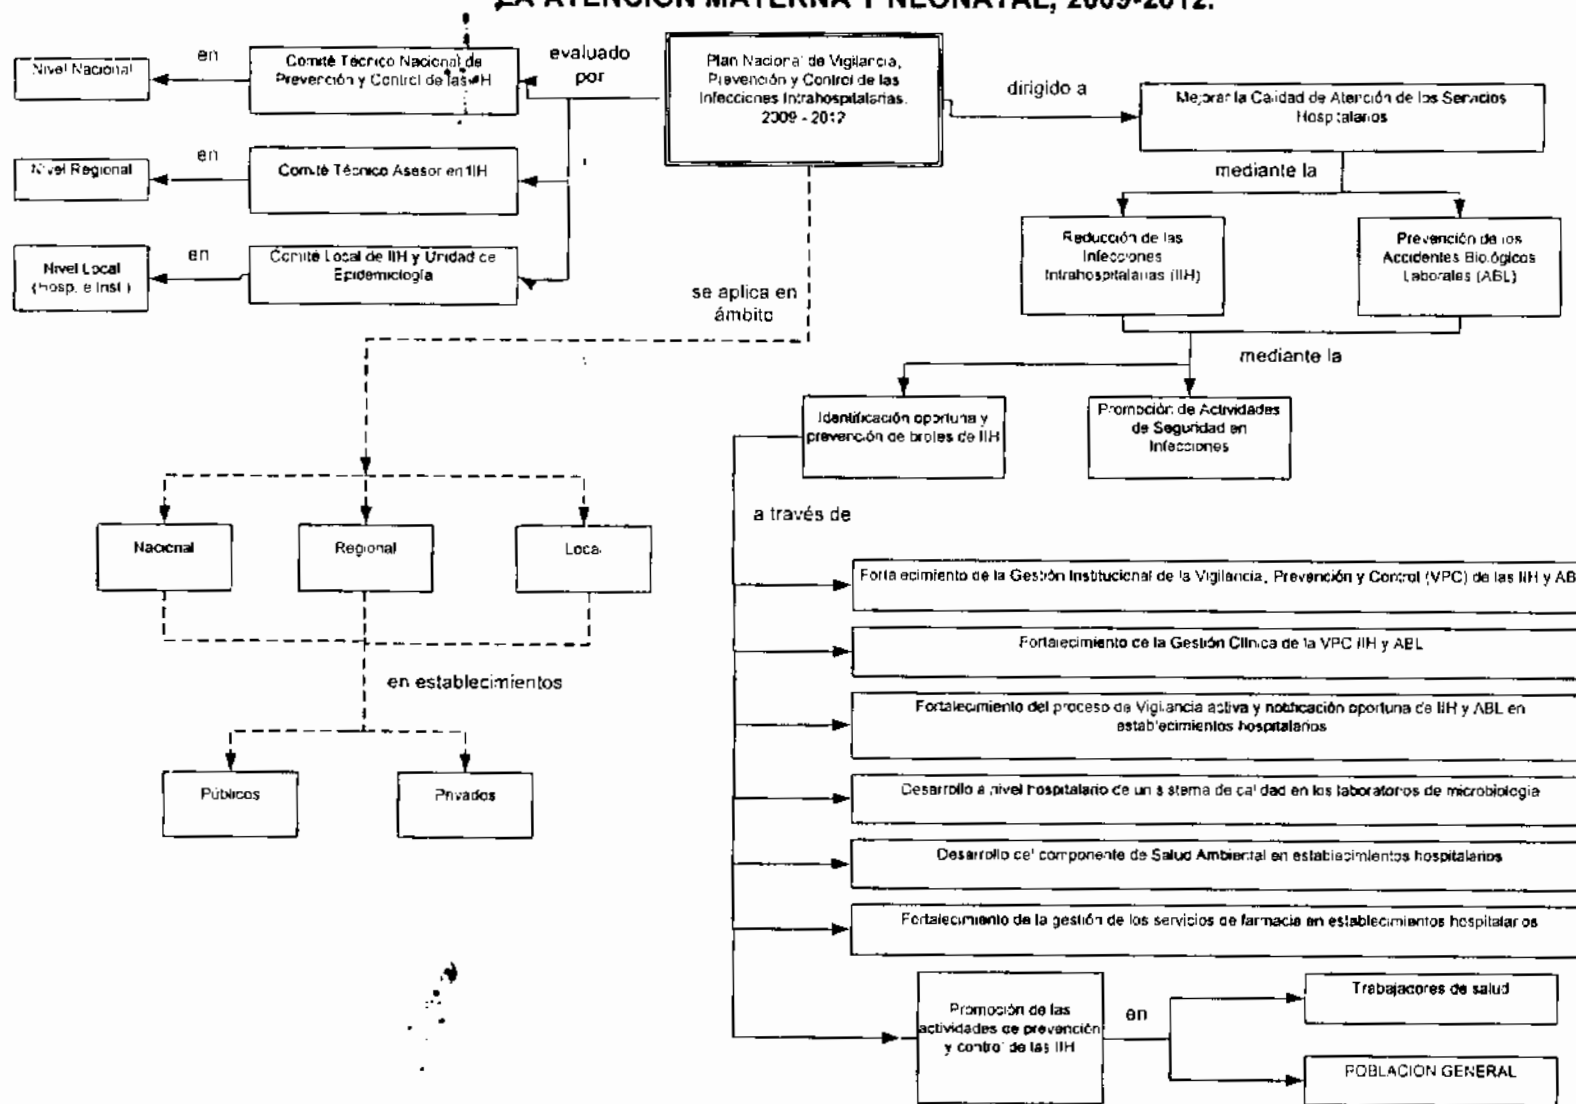 LA ATENCIÓN MATERNA Y NEONATAL, 2009-2012.
Nivel Nacional
en
Comité Técnico Nacional de
Prevención y Control de las IIH
evaluado
por
Plan Nacional de Vigilancia,
Prevención y Control de las
Infecciones Intrahospitalarias.
2009 - 2012
dirigido a
Mejorar la Calidad de Atención de los Servicios
Hospitalarios
Nivel Regional
en
Comité Técnico Asesor en IIH
mediante la
Nivel Local
(Hosp. e Inst.)
en
Comité Local de IIH y Unidad de
Epidemiología
Reducción de las
Infecciones
Intrahospitalarias (IIH)
Prevención de los
Accidentes Biológicos
Laborales (ABL)
se aplica en
ámbito
mediante la
Identificación oportuna y
prevención de brotes de IIH
Promoción de Actividades
de Seguridad en
Infecciones
a través de
Nacional
Regional
Local
Fortalecimiento de la Gestión Institucional de la Vigilancia, Prevención y Control (VPC) de las IIH y AB
Fortalecimiento de la Gestión Clínica de la VPC IIH y ABL
en establecimientos
Fortalecimiento del proceso de Vigilancia activa y notificación oportuna de IIH y ABL en
establecimientos hospitalarios
Públicos
Privados
Desarrollo a nivel hospitalario de un sistema de calidad en los laboratorios de microbiología
Desarrollo del componente de Salud Ambiental en establecimientos hospitalarios
Fortalecimiento de la gestión de los servicios de farmacia en establecimientos hospitalarios
Promoción de las
actividades de prevención
y control de las IIH
en
Trabajadores de salud
POBLACION GENERAL